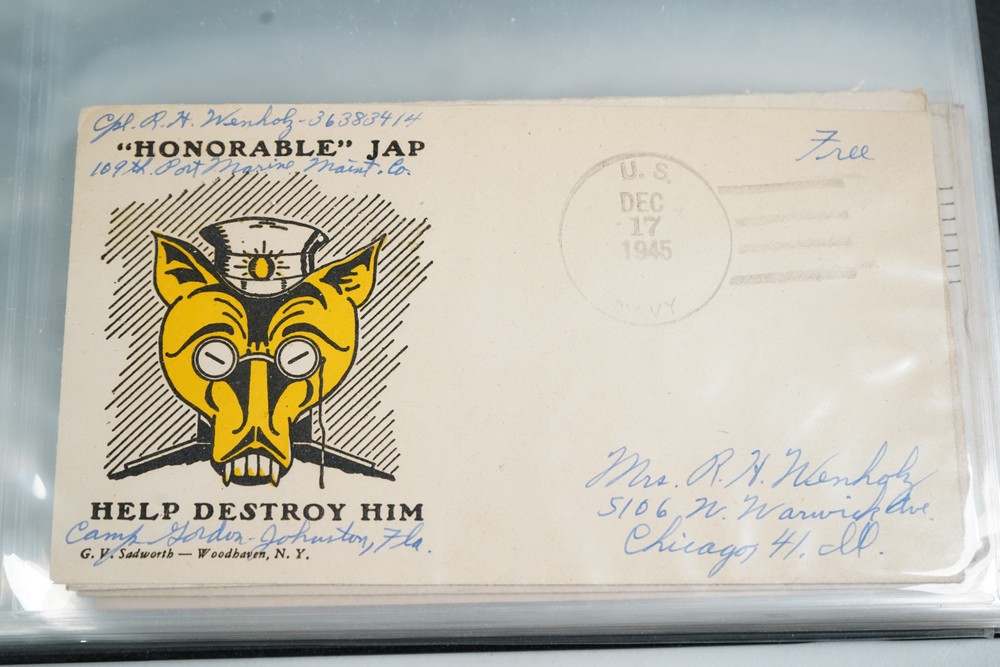 Cpl. R. H. Wenholz-36383414
"HONORABLE" JAP
109th. Port Marine Maint. Co.
HELP DESTROY HIM
Camp Gordon-Johnston, Fla.
G. V. Sadworth — Woodhaven, N. Y.
Free
U. S.
DEC
17
1945
NAVY
Mrs. R. H. Wenholz
5106 W. Warwick Ave.
Chicago, 41, Ill.